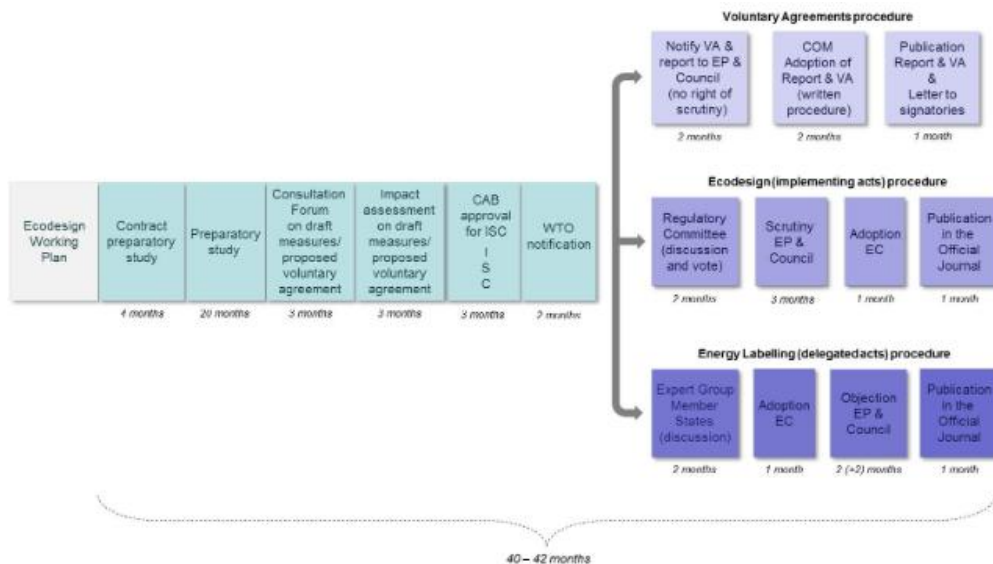 Voluntary Agreements procedure
Notify VA &
report to EP &
Council
(no right of
scrutiny)
2 months
COM
Adoption of
Report & VA
(written
procedure)
2 months
Publication
Report & VA
&
Letter to
signatories
1 month
Ecodesign
Working
Plan
Contract
preparatory
study
4 months
Preparatory
study
20 months
Consultation
Forum
on draft
measures/
proposed
voluntary
agreement
3 months
Impact
assessment
on draft
measures/
proposed
voluntary
agreement
3 months
CAB
approval
for ISC
I
S
C
3 months
WTO
notification
2 months
Ecodesign (implementing acts) procedure
Regulatory
Committee
(discussion
and vote)
2 months
Scrutiny
EP &
Council
3 months
Adoption
EC
1 month
Publication
in the
Official
Journal
1 month
Energy Labelling (delegated acts) procedure
Expert Group
Member
States
(discussion)
2 months
Adoption
EC
1 month
Objection
EP &
Council
2 (+2) months
Publication
in the
Official
Journal
1 month
40 – 42 months